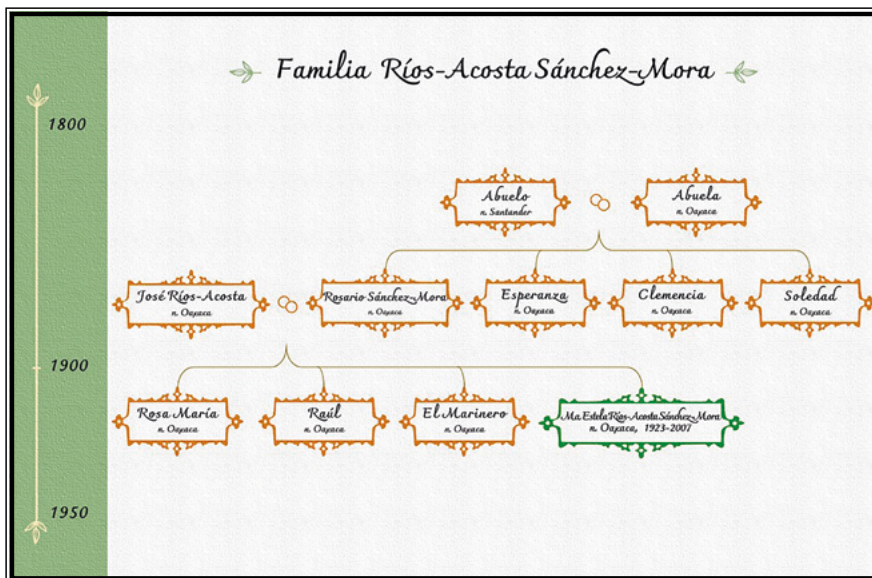 Familia Ríos-Acosta Sánchez-Mora
1800
Abuelo
n. Santander
Abuela
n. Oaxaca
José Ríos-Acosta
n. Oaxaca
Rosario Sánchez-Mora
n. Oaxaca
Esperanza
n. Oaxaca
Clemencia
n. Oaxaca
Soledad
n. Oaxaca
1900
Rosa María
n. Oaxaca
Raúl
n. Oaxaca
El Marinero
n. Oaxaca
Ma. Estela Ríos-Acosta Sánchez-Mora
n. Oaxaca, 1923-2007
1950